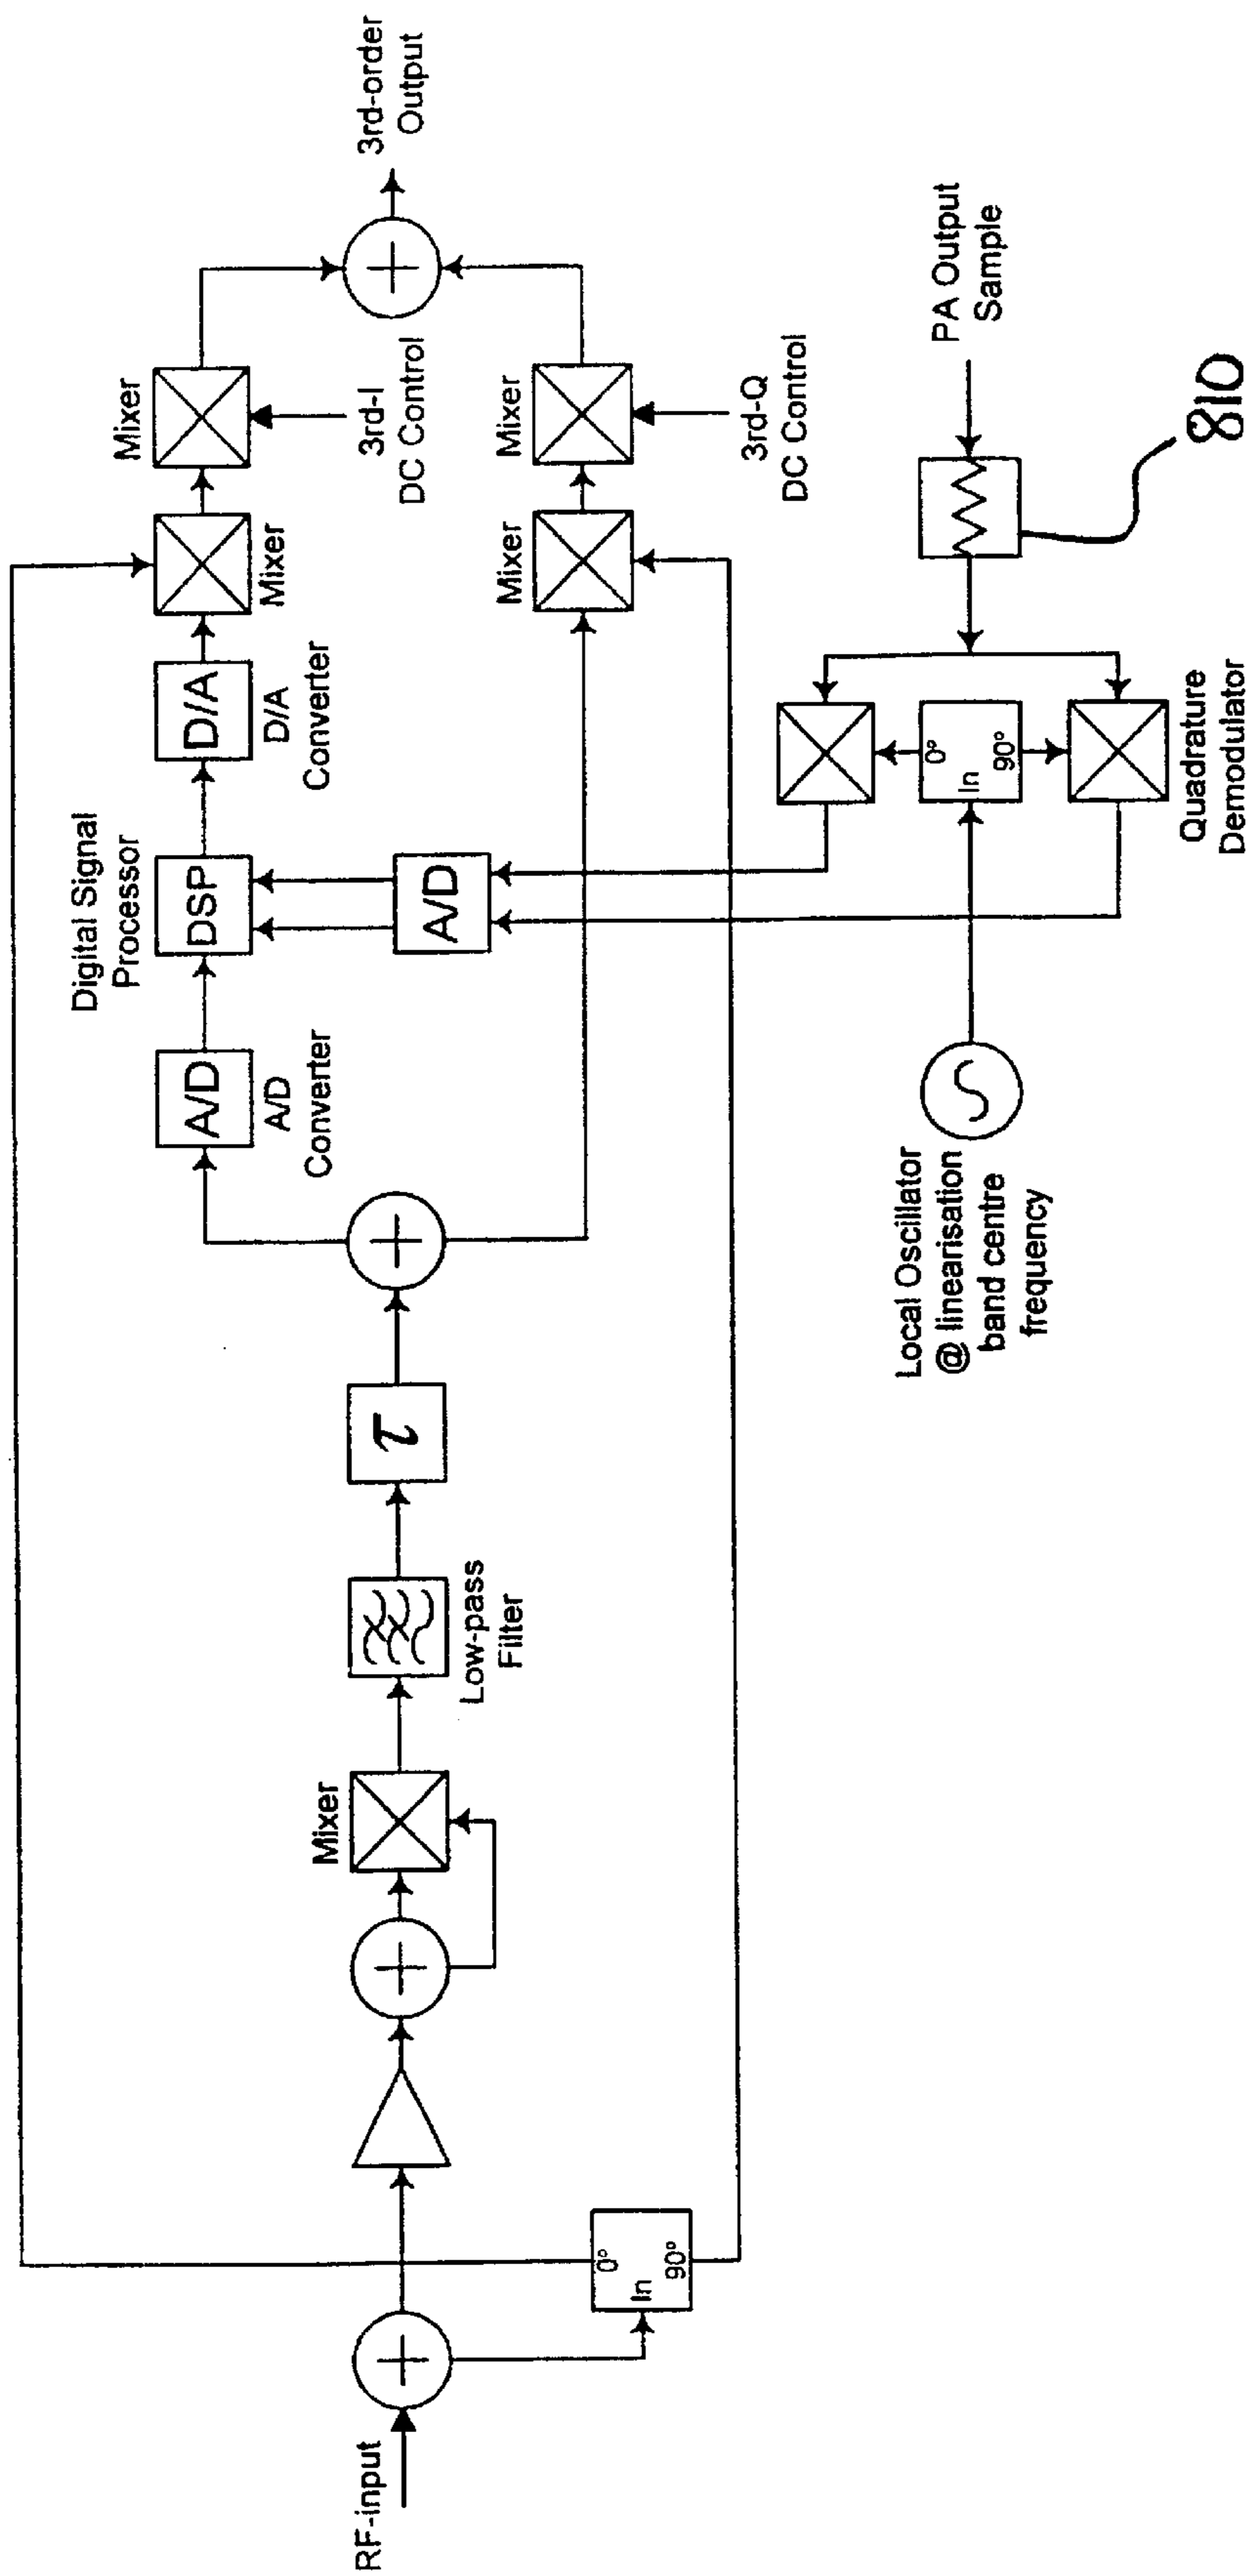 RF-input
In
0°
90°
Mixer
Low-pass
Filter
τ
A/D
A/D
Converter
Digital Signal
Processor
DSP
A/D
D/A
D/A
Converter
Mixer
Mixer
3rd-I
DC Control
Mixer
Mixer
3rd-Q
DC Control
3rd-order
Output
Local Oscillator
@ linearisation
band centre
frequency
In
0°
90°
Quadrature
Demodulator
PA Output
Sample
810